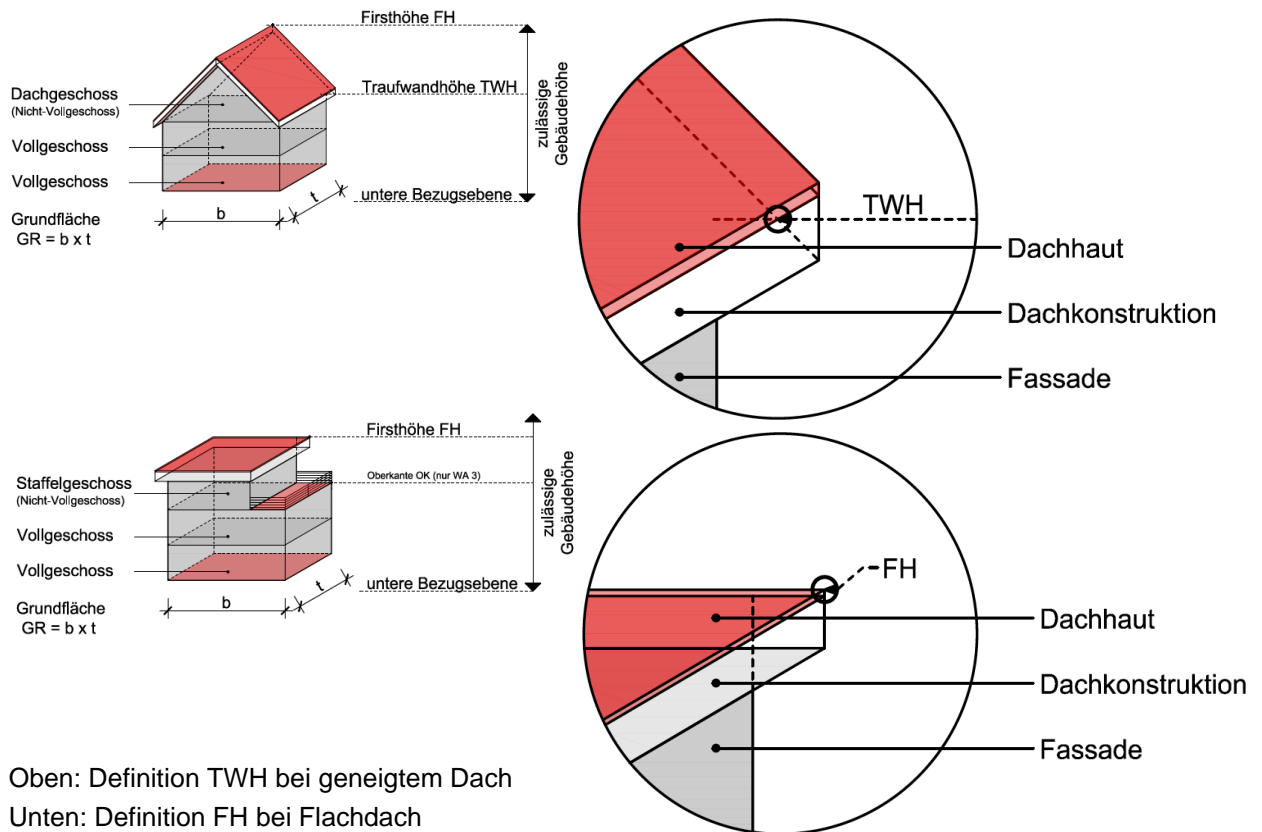 Firsthöhe FH
Traufwandhöhe TWH
Dachgeschoss
(Nicht-Vollgeschoss)
Vollgeschoss
Vollgeschoss
zulässige
Gebäudehöhe
untere Bezugsebene
b
t
Grundfläche
GR = b x t
TWH
Dachhaut
Dachkonstruktion
Fassade
Firsthöhe FH
Oberkante OK (nur WA 3)
Staffelgeschoss
(Nicht-Vollgeschoss)
Vollgeschoss
Vollgeschoss
zulässige
Gebäudehöhe
untere Bezugsebene
b
t
Grundfläche
GR = b x t
FH
Dachhaut
Dachkonstruktion
Fassade
Oben: Definition TWH bei geneigtem Dach
Unten: Definition FH bei Flachdach